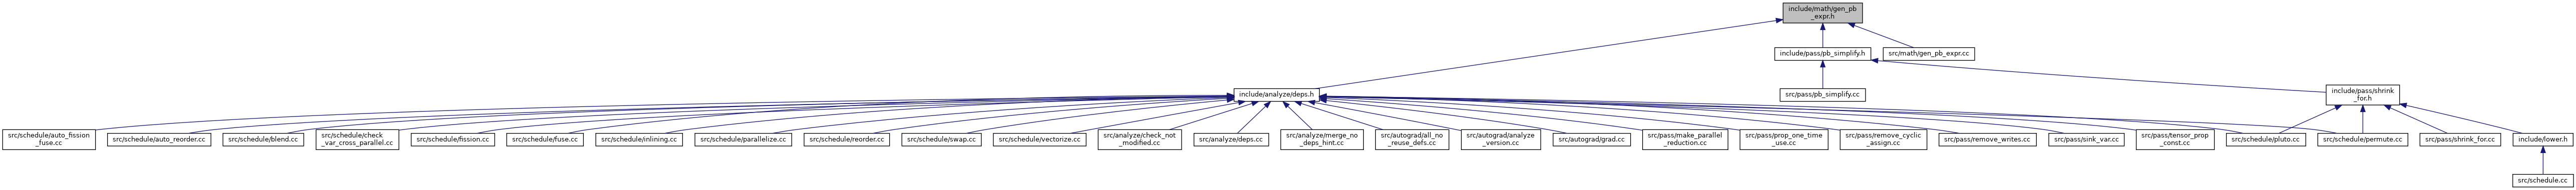 include/math/gen_pb
_expr.h
include/pass/pb_simplify.h
src/math/gen_pb_expr.cc
include/analyze/deps.h
src/pass/pb_simplify.cc
include/pass/shrink
_for.h
src/schedule/auto_fission
_fuse.cc
src/schedule/auto_reorder.cc
src/schedule/blend.cc
src/schedule/check
_var_cross_parallel.cc
src/schedule/fission.cc
src/schedule/fuse.cc
src/schedule/inlining.cc
src/schedule/parallelize.cc
src/schedule/reorder.cc
src/schedule/swap.cc
src/schedule/vectorize.cc
src/analyze/check_not
_modified.cc
src/analyze/deps.cc
src/analyze/merge_no
_deps_hint.cc
src/autograd/all_no
_reuse_defs.cc
src/autograd/analyze
_version.cc
src/autograd/grad.cc
src/pass/make_parallel
_reduction.cc
src/pass/prop_one_time
_use.cc
src/pass/remove_cyclic
_assign.cc
src/pass/remove_writes.cc
src/pass/sink_var.cc
src/pass/tensor_prop
_const.cc
src/schedule/pluto.cc
src/schedule/permute.cc
src/pass/shrink_for.cc
include/lower.h
src/schedule.cc